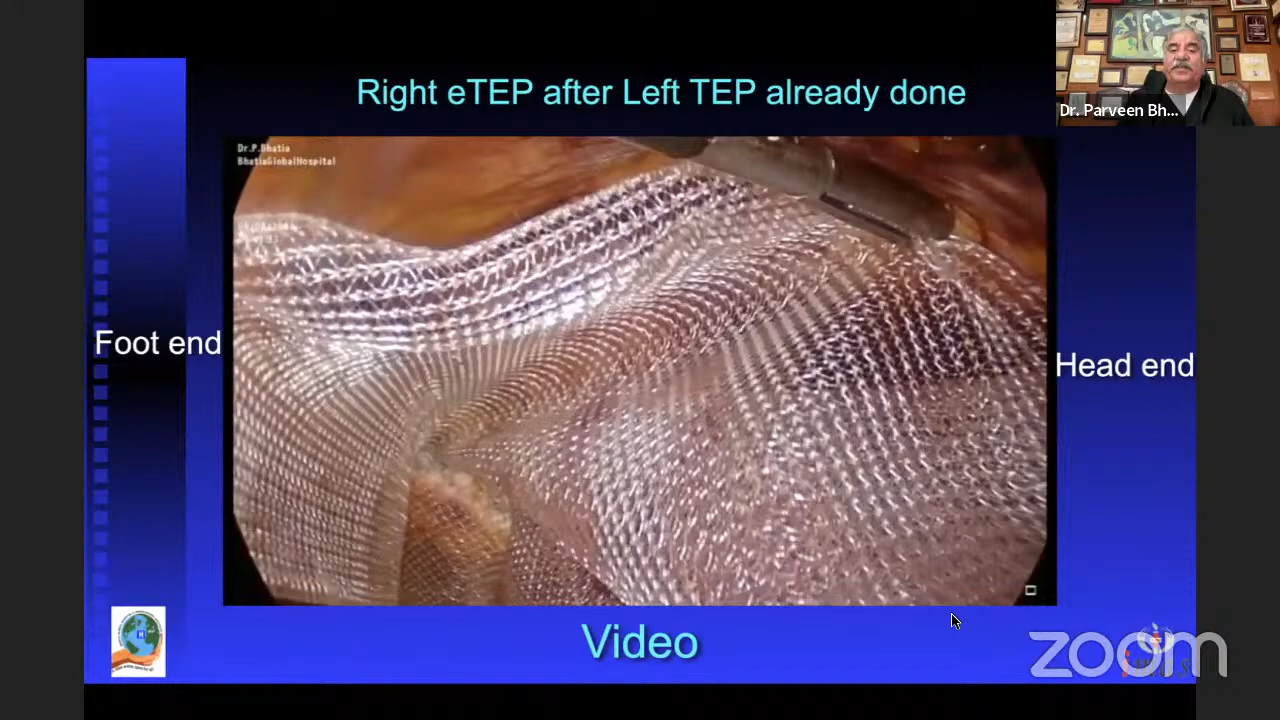 Right eTEP after Left TEP already done
Dr. Parveen Bh...
Dr.P.Bhatia
BhatiaGlobalHospital
Foot end
Head end
Video
zoom